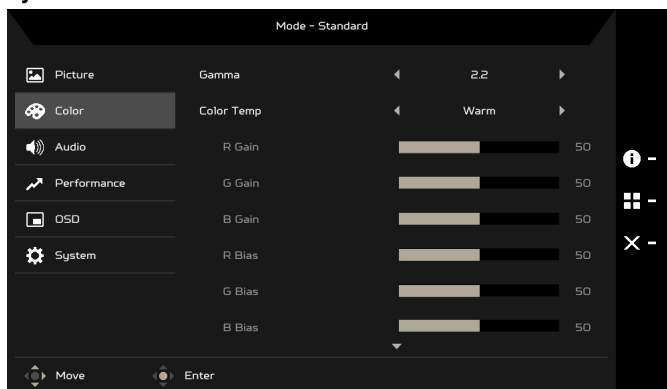 Mode - Standard
Picture
Gamma 2.2
Color
Color Temp Warm
Audio
R Gain 50
Performance
G Gain 50
OSD
B Gain 50
System
R Bias 50
G Bias 50
B Bias 50
Move Enter